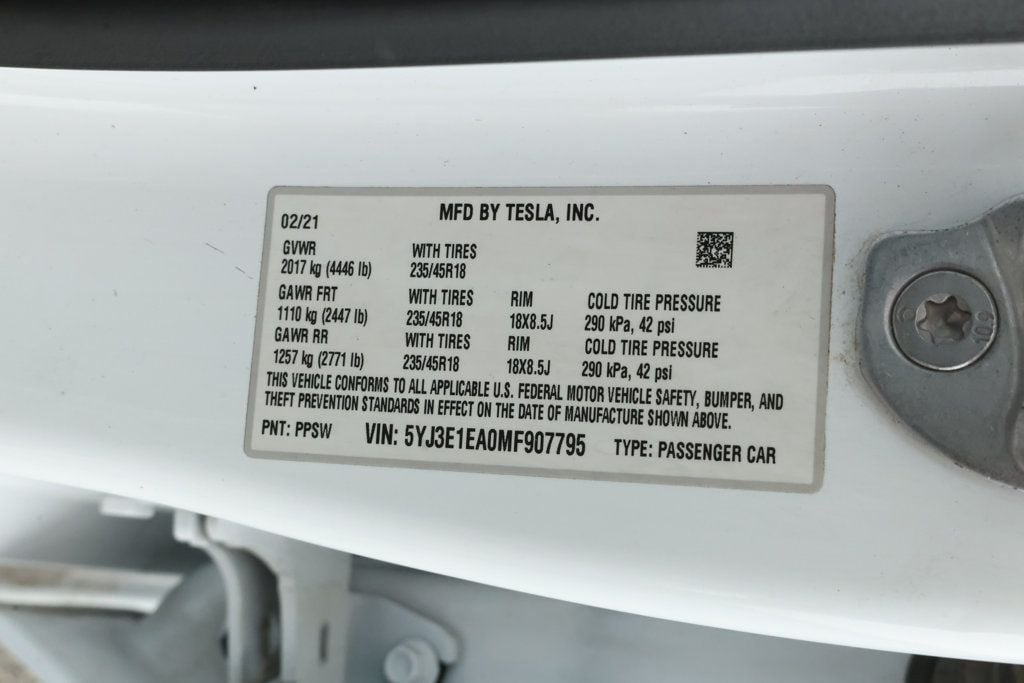 MFD BY TESLA, INC.
02/21
GVWR WITH TIRES
2017 kg (4446 lb) 235/45R18
GAWR FRT WITH TIRES RIM COLD TIRE PRESSURE
1110 kg (2447 lb) 235/45R18 18X8.5J 290 kPa, 42 psi
GAWR RR WITH TIRES RIM COLD TIRE PRESSURE
1257 kg (2771 lb) 235/45R18 18X8.5J 290 kPa, 42 psi
THIS VEHICLE CONFORMS TO ALL APPLICABLE U.S. FEDERAL MOTOR VEHICLE SAFETY, BUMPER, AND
THEFT PREVENTION STANDARDS IN EFFECT ON THE DATE OF MANUFACTURE SHOWN ABOVE.
PNT: PPSW VIN: 5YJ3E1EA0MF907795 TYPE: PASSENGER CAR
10.9